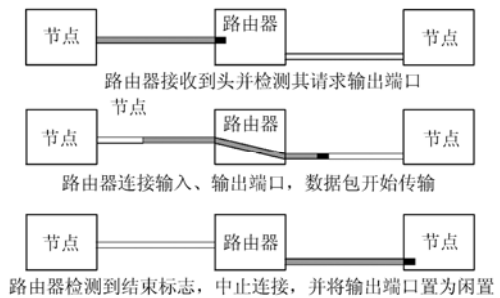 节点 路由器 节点
路由器接收到头并检测其请求输出端口
节点
节点 路由器 节点
路由器连接输入、输出端口，数据包开始传输
节点 路由器 节点
路由器检测到结束标志，中止连接，并将输出端口置为闲置